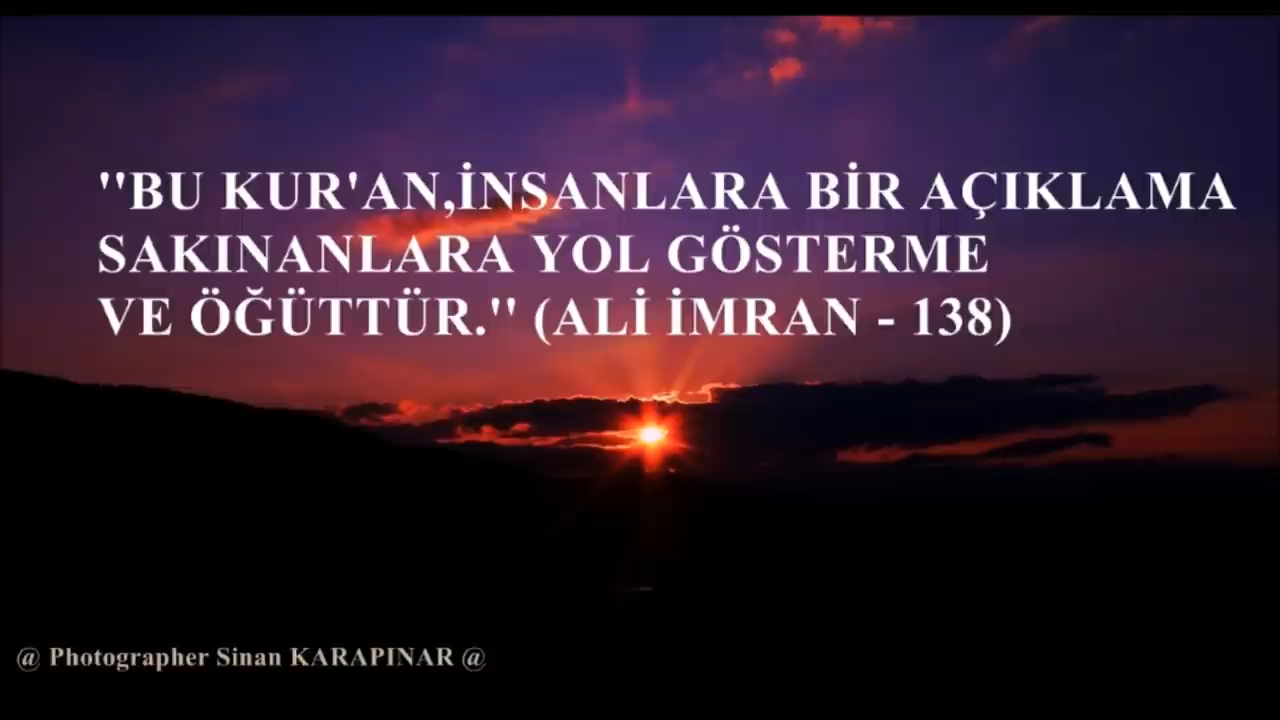 ''BU KUR'AN,İNSANLARA BİR AÇIKLAMA
SAKINANLARA YOL GÖSTERME
VE ÖĞÜTTÜR.'' (ALİ İMRAN - 138)
@ Photographer Sinan KARAPINAR @